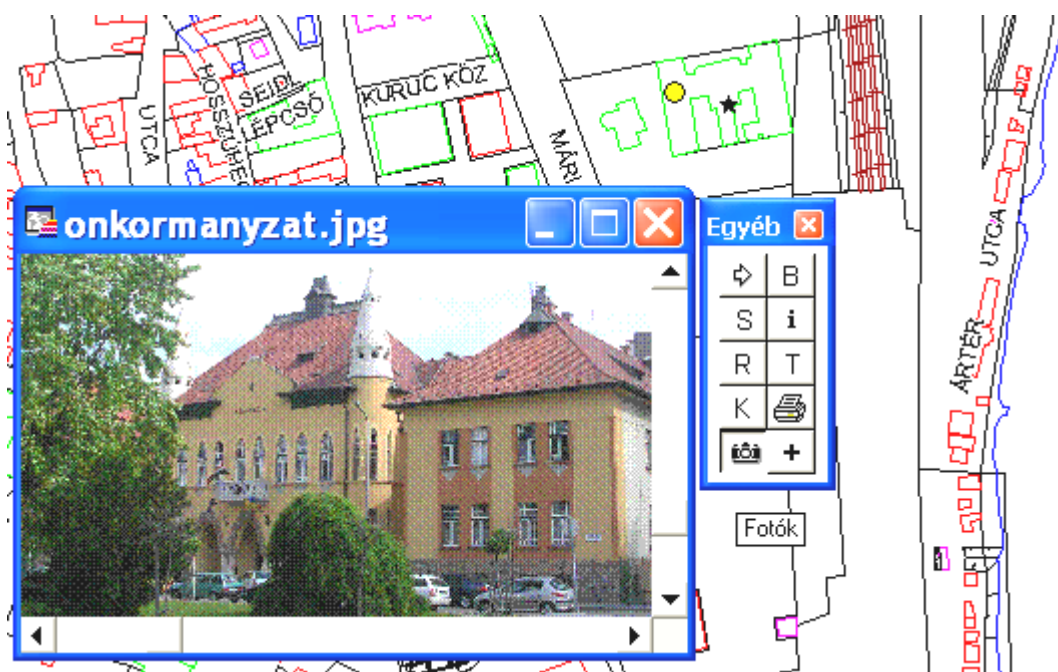 UTCA
HOSSZÚHEG
SEIDL
LÉPCSŐ
KURUC KÖZ
MÁRI
UTCA
ÁRTÉR
onkormanyzat.jpg
Egyéb
B
S i
R T
K
+
Fotók